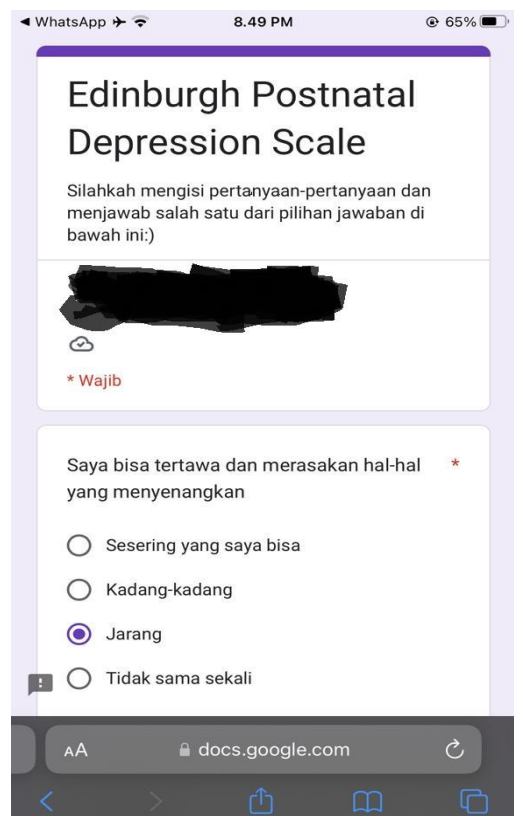 WhatsApp
8.49 PM
65%
Edinburgh Postnatal
Depression Scale
Silahkah mengisi pertanyaan-pertanyaan dan
menjawab salah satu dari pilihan jawaban di
bawah ini:)
* Wajib
Saya bisa tertawa dan merasakan hal-hal *
yang menyenangkan
Sesering yang saya bisa
Kadang-kadang
Jarang
Tidak sama sekali
AA
docs.google.com